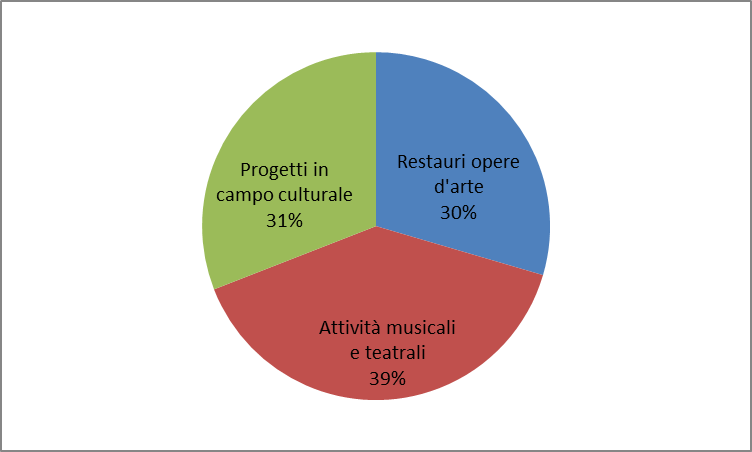 Progetti in
campo culturale
31%
Restauri opere
d'arte
30%
Attività musicali
e teatrali
39%